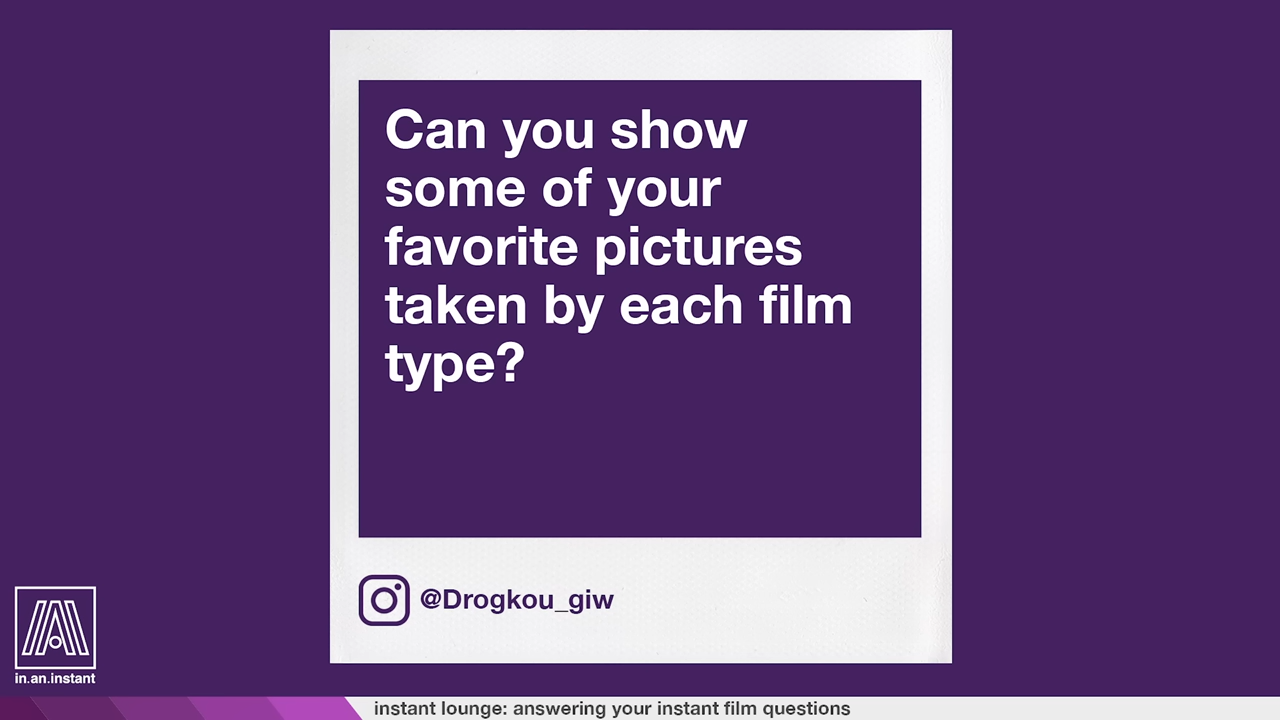 Can you show
some of your
favorite pictures
taken by each film
type?
@Drogkou_giw
in.an.instant
instant lounge: answering your instant film questions